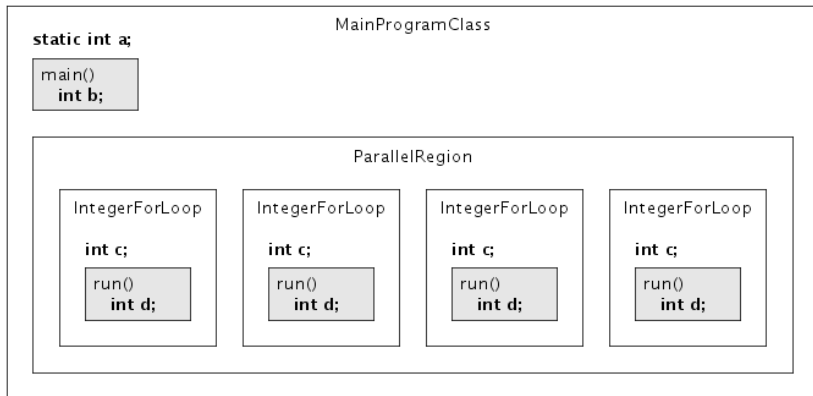 MainProgramClass
static int a;
main()
int b;
ParallelRegion
IntegerForLoop IntegerForLoop IntegerForLoop IntegerForLoop
int c; int c; int c; int c;
run() run() run() run()
int d; int d; int d; int d;